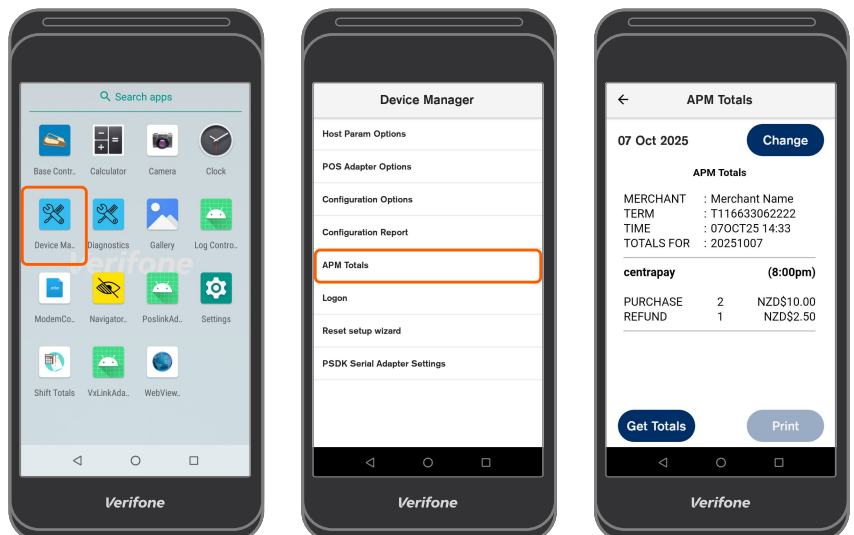 Search apps
Base Contr.. Calculator Camera Clock
Device Ma.. Diagnostics Gallery Log Contro..
Verifone
ModemCo.. Navigator.. PoslinkAd.. Settings
Shift Totals VxLinkAda.. WebView..
Verifone
Device Manager
Host Param Options
POS Adapter Options
Configuration Options
Configuration Report
APM Totals
Logon
Reset setup wizard
PSDK Serial Adapter Settings
Verifone
APM Totals
07 Oct 2025 Change
APM Totals
MERCHANT : Merchant Name
TERM : T116633062222
TIME : 07OCT25 14:33
TOTALS FOR : 20251007
centrapay (8:00pm)
PURCHASE 2 NZD$10.00
REFUND 1 NZD$2.50
Get Totals Print
Verifone